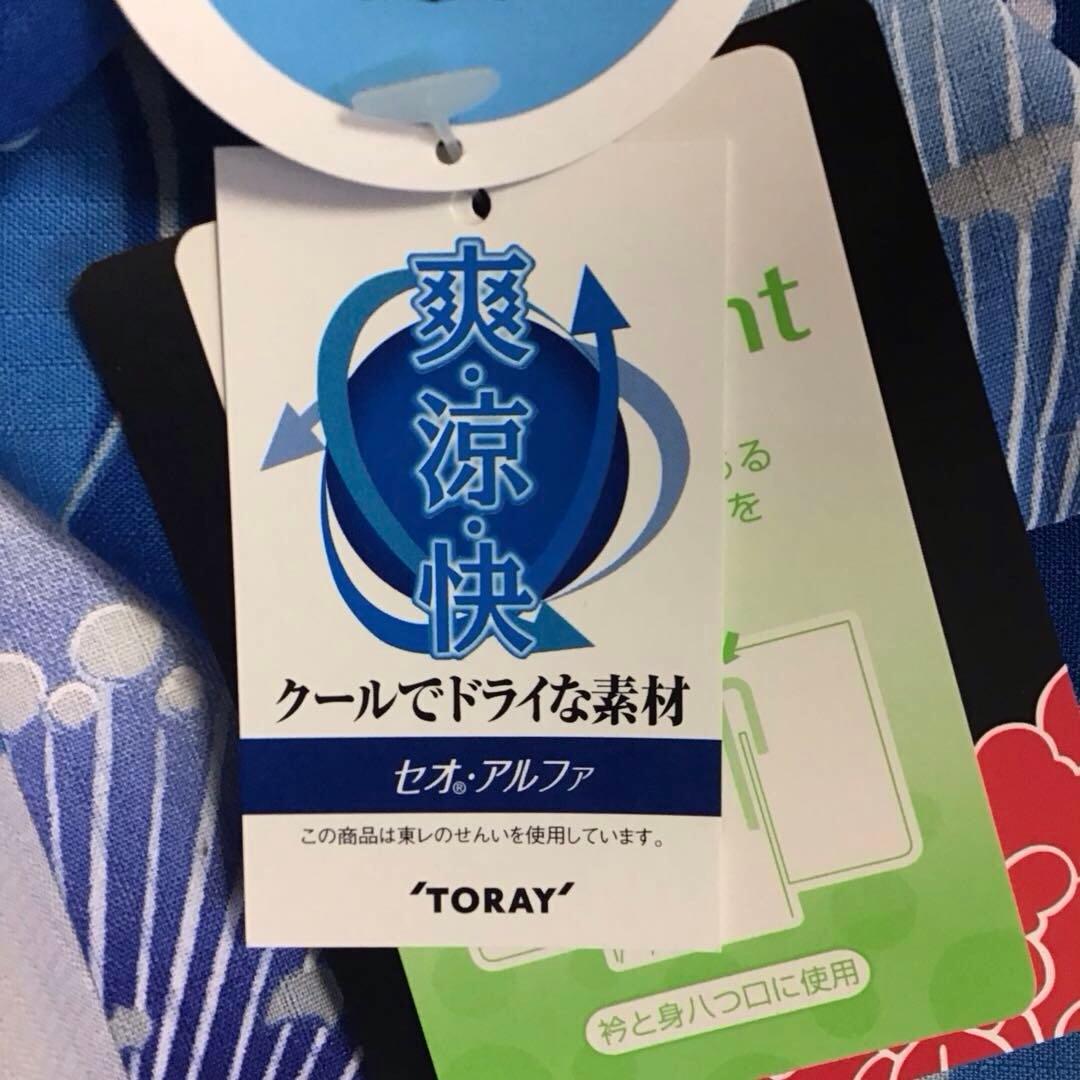 爽・涼・快
クールでドライな素材
セオ®・アルファ
この商品は東レのせんいを使用しています。
'TORAY'
nt
ある
を
衿と身八つ口に使用